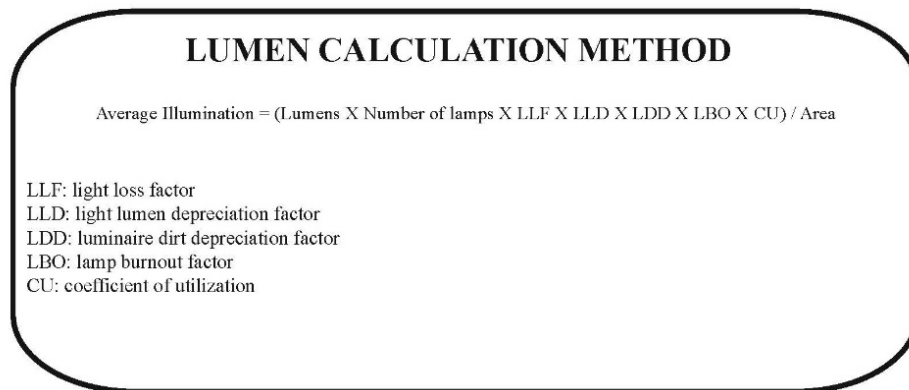 LUMEN CALCULATION METHOD
Average Illumination = (Lumens X Number of lamps X LLF X LLD X LDD X LBO X CU) / Area
LLF: light loss factor
LLD: light lumen depreciation factor
LDD: luminaire dirt depreciation factor
LBO: lamp burnout factor
CU: coefficient of utilization